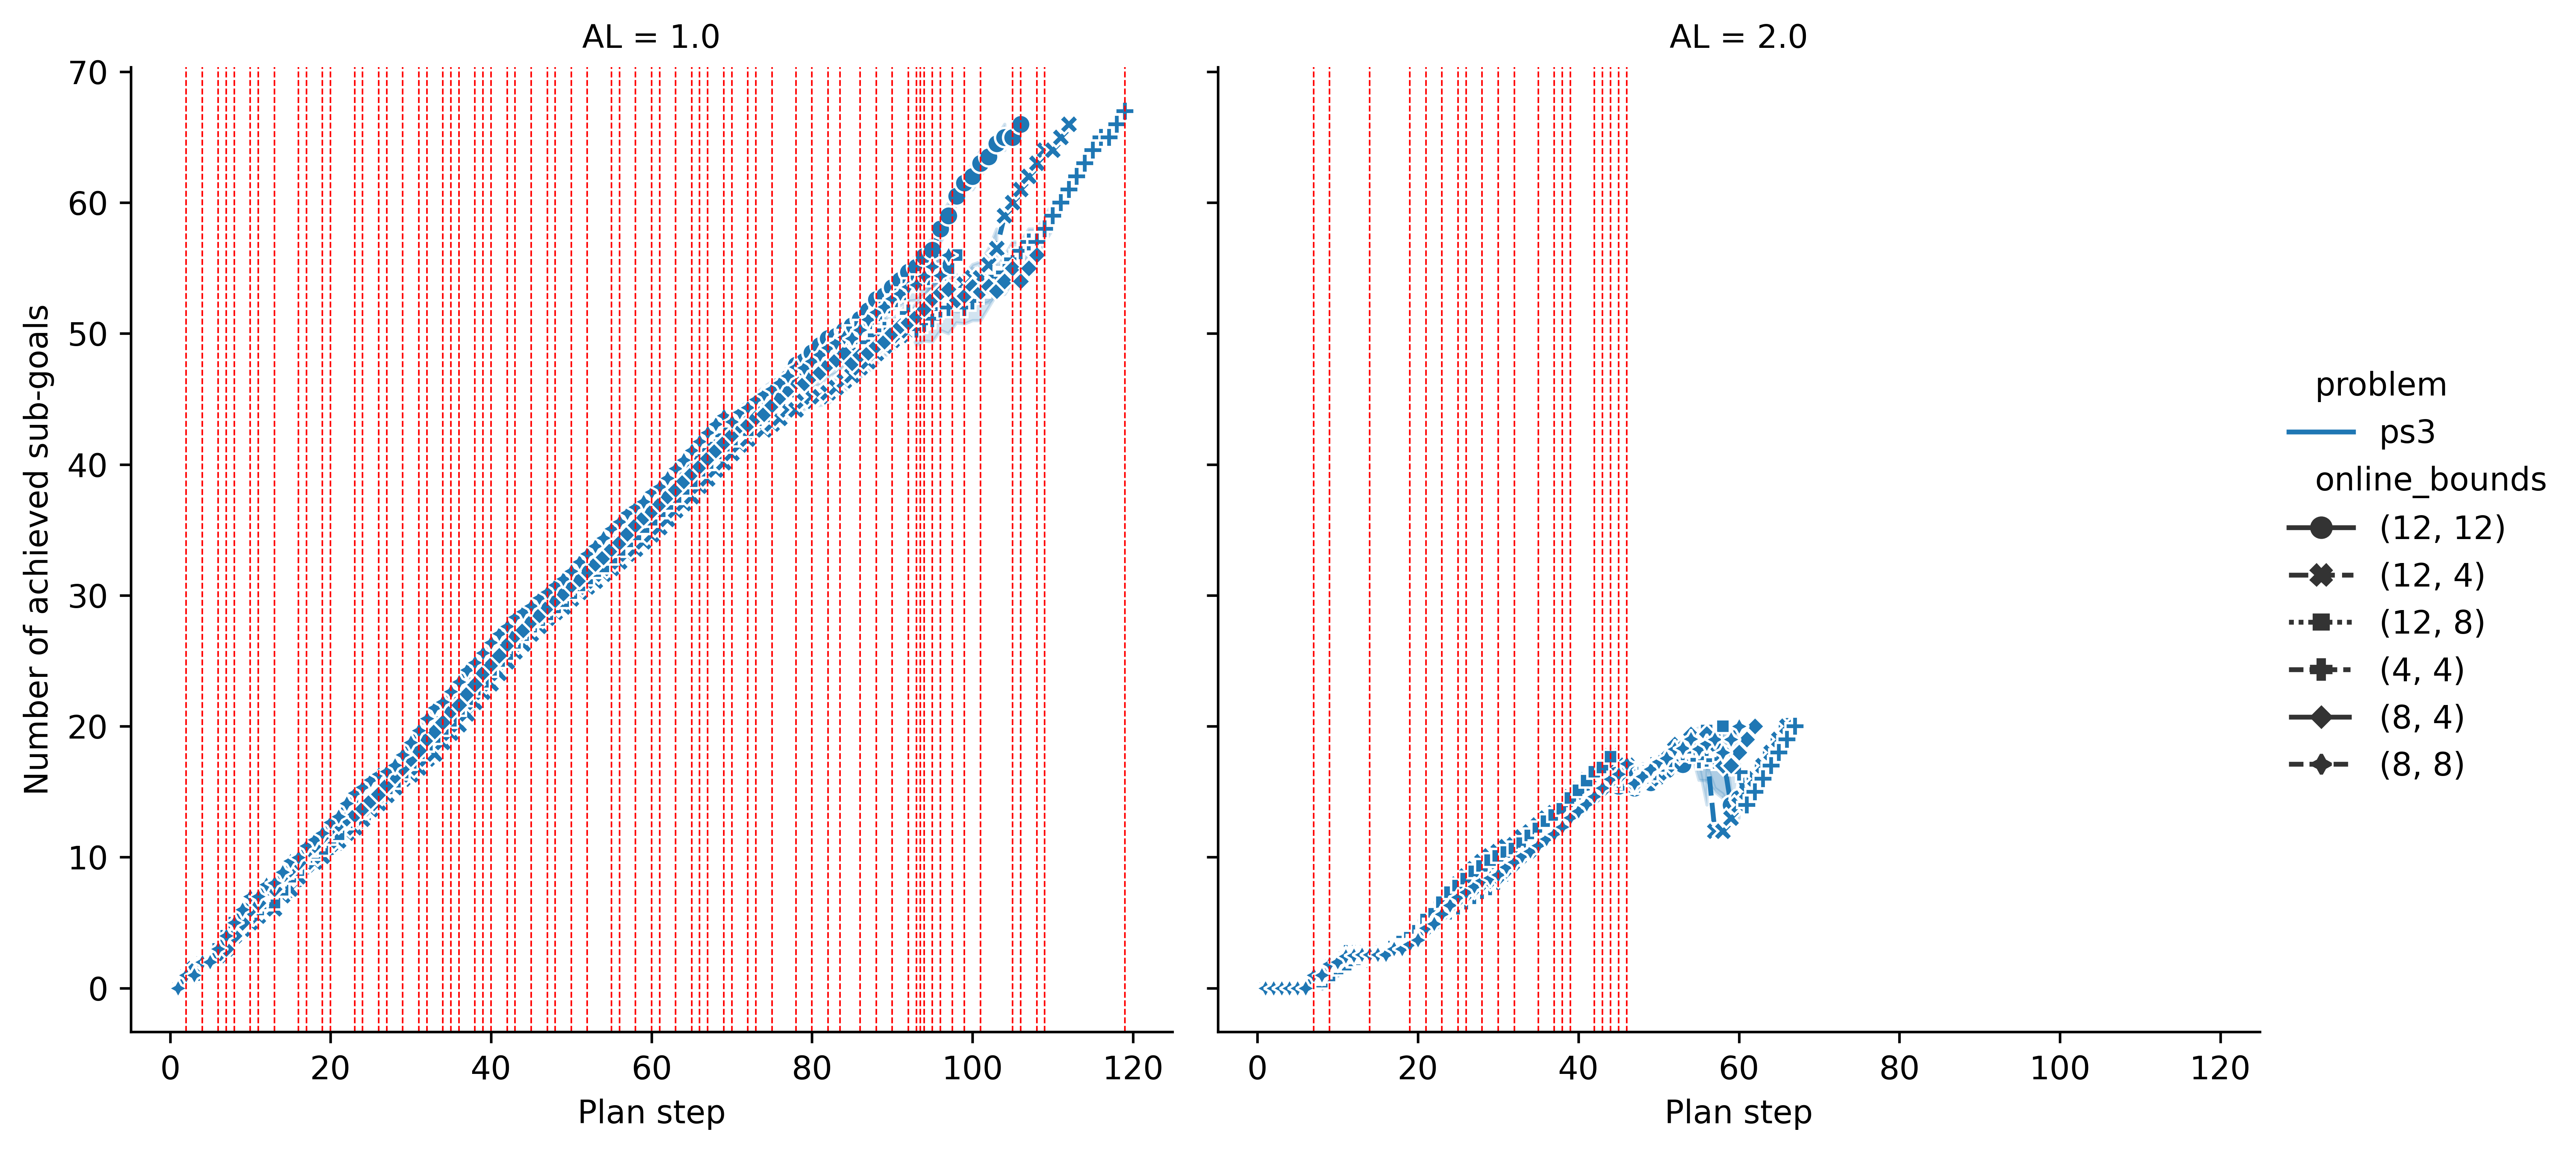 AL = 1.0
AL = 2.0
70
60
50
40
30
20
10
0
Number of achieved sub-goals
0 20 40 60 80 100 120
0 20 40 60 80 100 120
Plan step
Plan step
problem
ps3
online_bounds
(12, 12)
(12, 4)
(12, 8)
(4, 4)
(8, 4)
(8, 8)